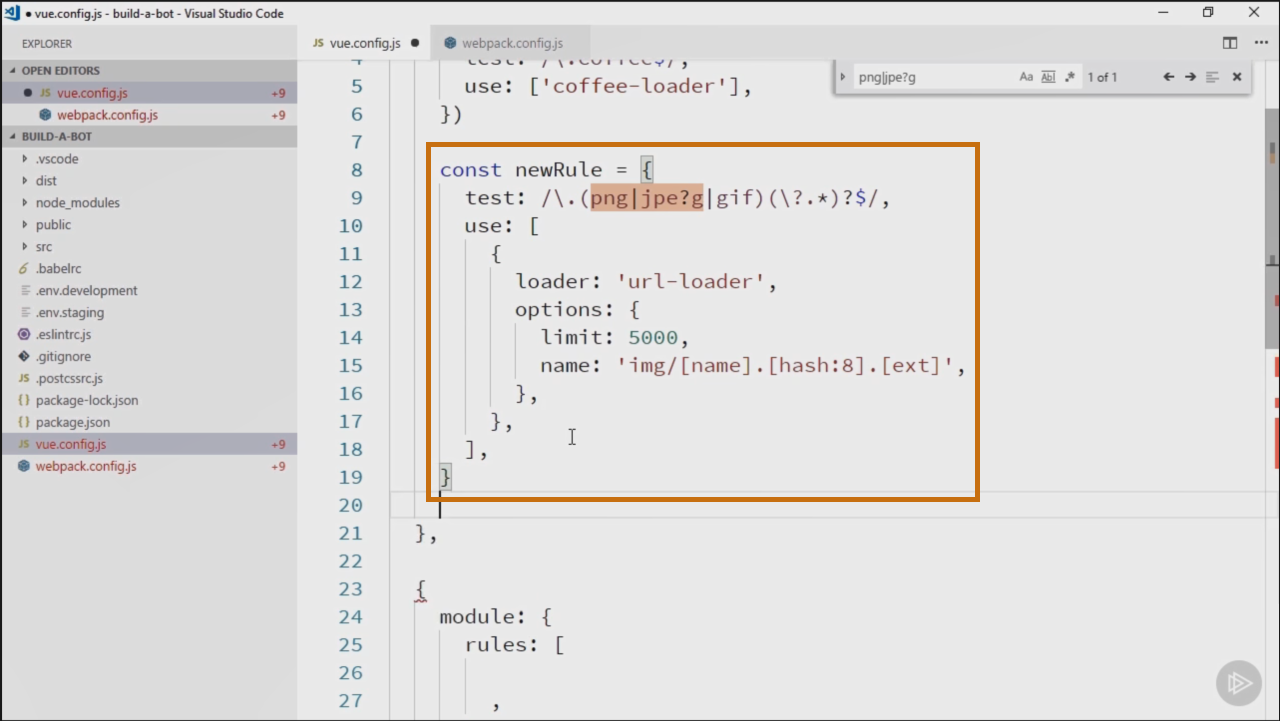 ● vue.config.js - build-a-bot - Visual Studio Code
EXPLORER
OPEN EDITORS
● JS vue.config.js +9
webpack.config.js +9
BUILD-A-BOT
.vscode
dist
node_modules
public
src
.babelrc
.env.development
.env.staging
.eslintrc.js
.gitignore
JS .postcssrc.js
{} package-lock.json
{} package.json
JS vue.config.js +9
webpack.config.js +9
JS vue.config.js ●
webpack.config.js
png|jpe?g Aa Abl .* 1 of 1
4 test: /\.coffee$/,
5 use: ['coffee-loader'],
6 })
7
8 const newRule = {
9 test: /\.(png|jpe?g|gif)(\?.*)?$/,
10 use: [
11 {
12 loader: 'url-loader',
13 options: {
14 limit: 5000,
15 name: 'img/[name].[hash:8].[ext]',
16 },
17 },
18 ],
19 }
20
21 },
22
23 {
24 module: {
25 rules: [
26
27 ,